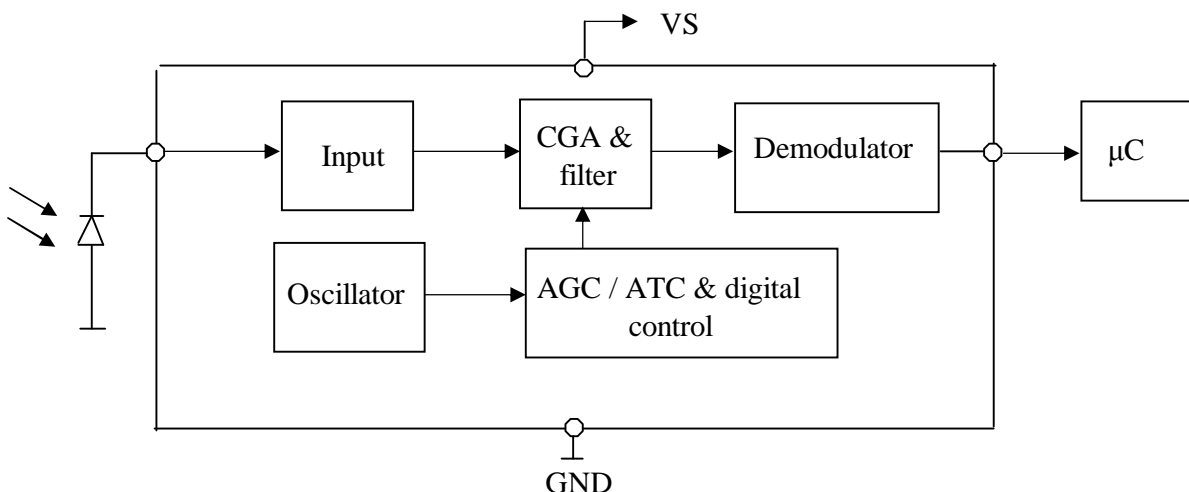 VS
Input
CGA &
filter
Demodulator
μC
Oscillator
AGC / ATC & digital
control
GND